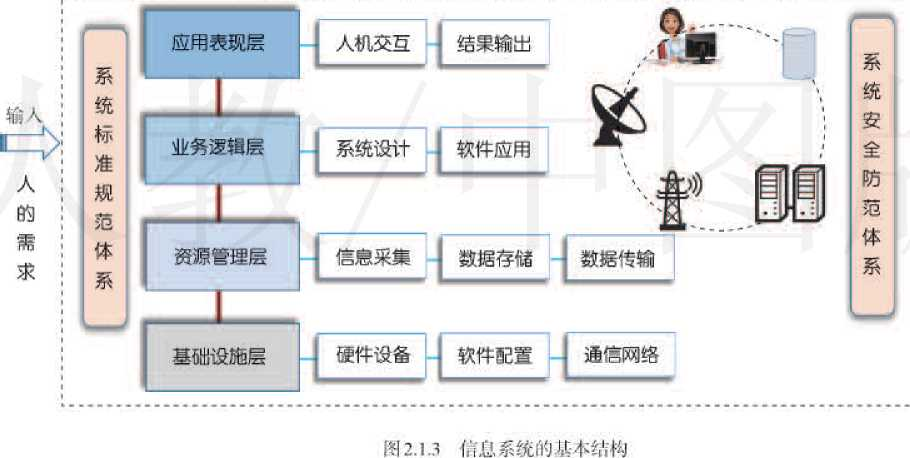 输入
人的需求
系统标准规范体系
应用表现层 人机交互 结果输出
业务逻辑层 系统设计 软件应用
资源管理层 信息采集 数据存储 数据传输
基础设施层 硬件设备 软件配置 通信网络
系统安全防范体系
人教/中图版
图2.1.3 信息系统的基本结构